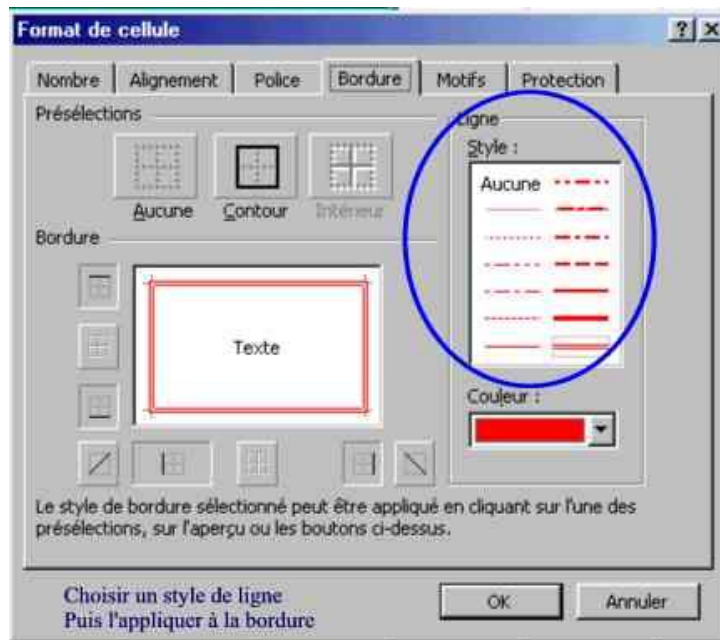 Format de cellule
Nombre Alignement Police Bordure Motifs Protection
Présélections
Aucune Contour Intérieur
Ligne
Style :
Aucune
Bordure
Texte
Couleur :
Le style de bordure sélectionné peut être appliqué en cliquant sur l'une des
présélections, sur l'aperçu ou les boutons ci-dessus.
Choisir un style de ligne
Puis l'appliquer à la bordure
OK Annuler